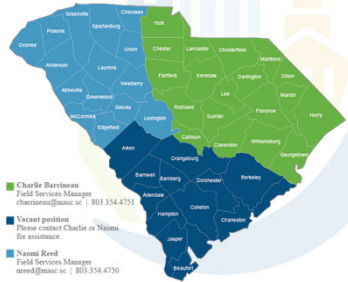 Cherokee
Greenville
York
Spartanburg
Pickens
Oconee
Union
Chester
Lancaster
Chesterfield
Marlboro
Anderson
Laurens
Fairfield
Kershaw
Darlington
Dillon
Newberry
Abbeville
Greenwood
Lee
Marion
Saluda
Richland
Florence
Horry
McCormick
Lexington
Sumter
Edgefield
Calhoun
Clarendon
Williamsburg
Aiken
Georgetown
Orangeburg
Barnwell
Bamberg
Dorchester
Berkeley
Allendale
Colleton
Hampton
Charleston
Jasper
Beaufort
Charlie Barrineau
Field Services Manager
cbarrineau@masc.sc | 803.354.4751
Vacant position
Please contact Charlie or Naomi
for assistance.
Naomi Reed
Field Services Manager
nreed@masc.sc | 803.354.4750